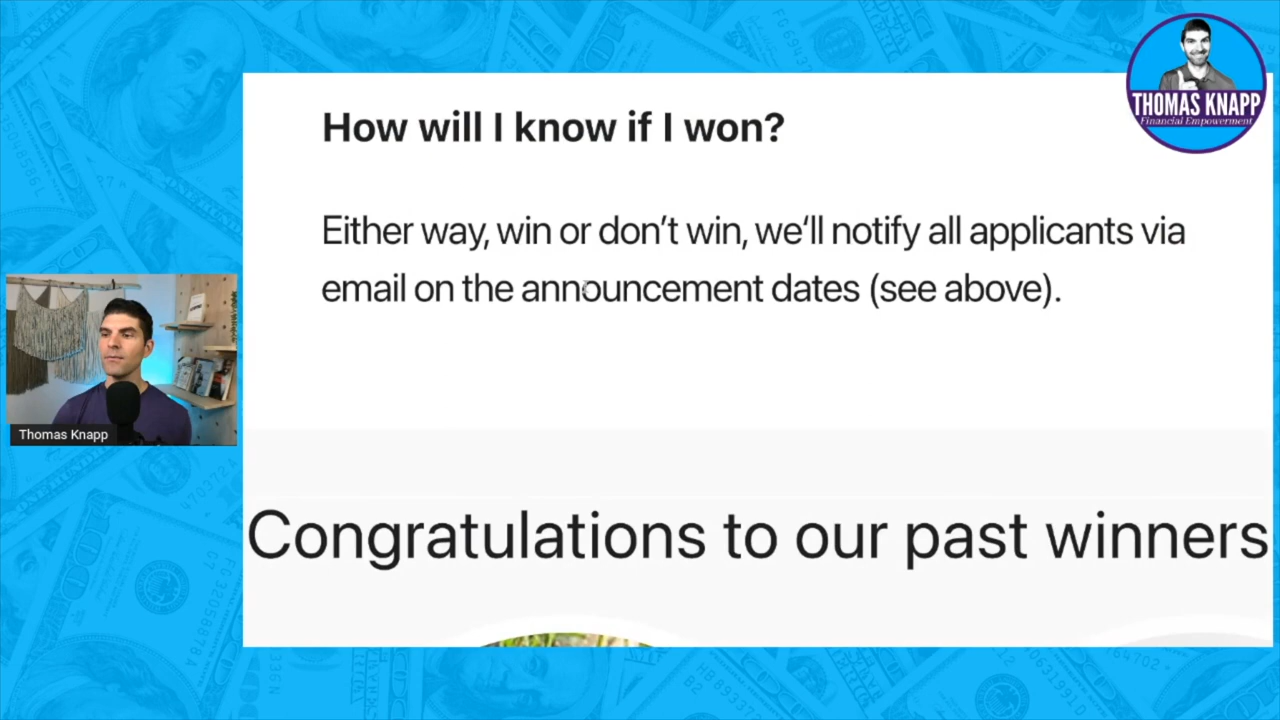 THOMAS KNAPP
Financial Empowerment
How will I know if I won?
Either way, win or don’t win, we‘ll notify all applicants via
email on the announcement dates (see above).
Thomas Knapp
Congratulations to our past winners